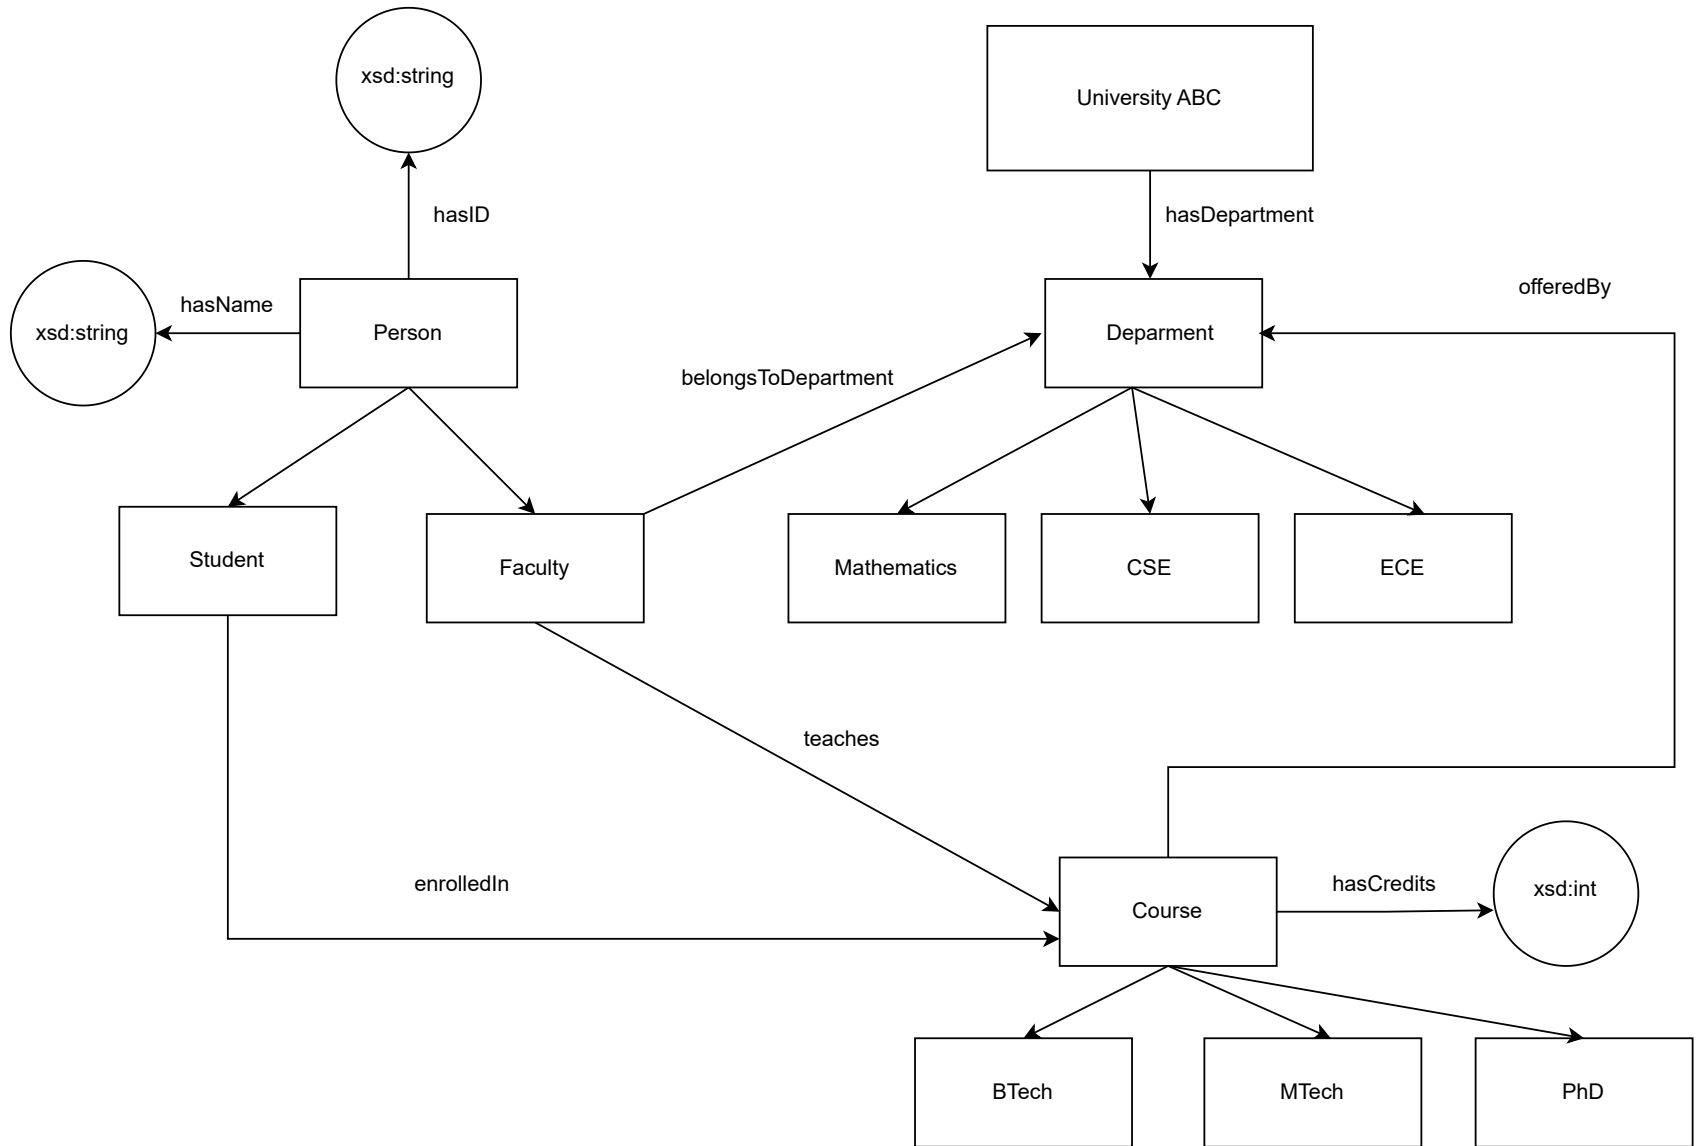 xsd:string
University ABC
hasID
hasDepartment
offeredBy
hasName
xsd:string
Person
Deparment
belongsToDepartment
Student
Faculty
Mathematics
CSE
ECE
teaches
enrolledIn
Course
hasCredits
xsd:int
BTech
MTech
PhD